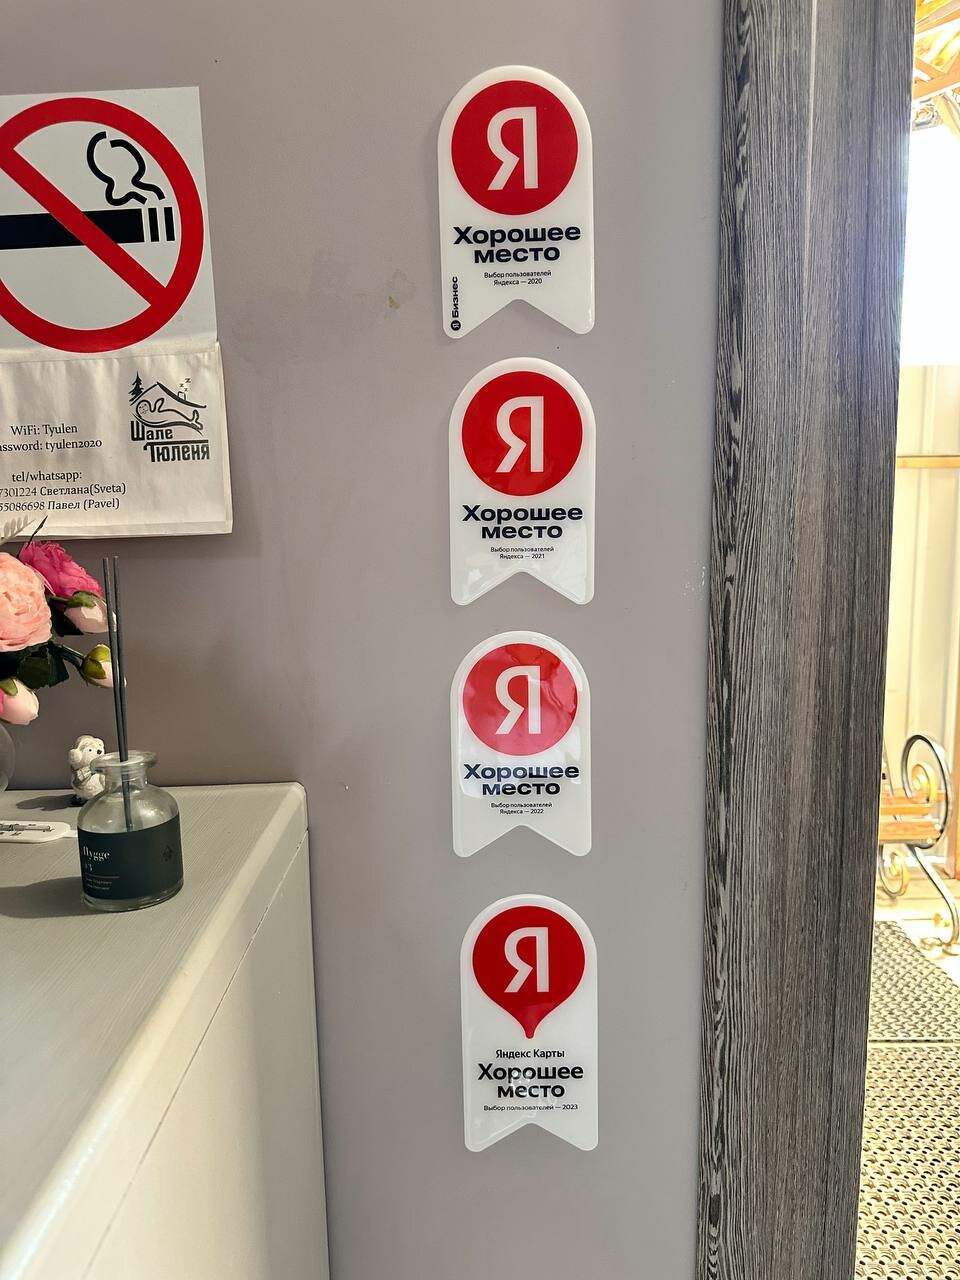 WiFi: Tyulen
assword: tyulen2020
tel/whatsapp:
7301224 Светлана(Sveta)
55086698 Павел (Pavel)
Шале
Тюленя
Hygge
Я
Хорошее
место
Выбор пользователей
Яндекса — 2020
Я Бизнес
Я
Хорошее
место
Выбор пользователей
Яндекса — 2021
Я
Хорошее
место
Выбор пользователей
Яндекса — 2022
Я
Яндекс Карты
Хорошее
место
Выбор пользователей — 2023